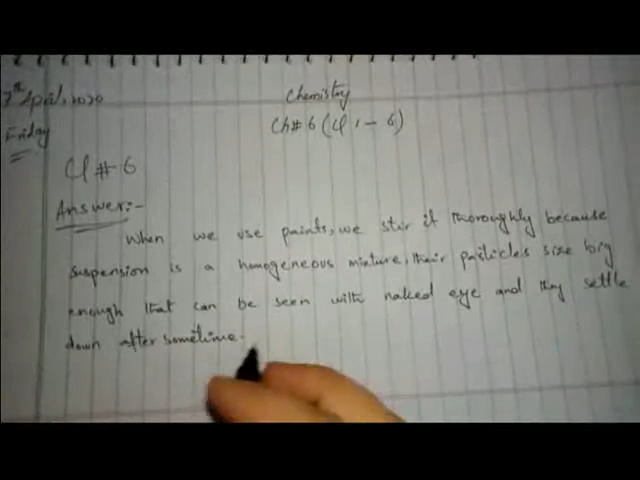 7th April, 2020
Chemistry
Friday
Ch# 6 (Q 1 - 6)
Q # 6
Answer:-
When we use paints, we stir it thoroughly because
suspension is a homogeneous mixture, their particles size big
enough that can be seen with naked eye and they settle
down after sometime.